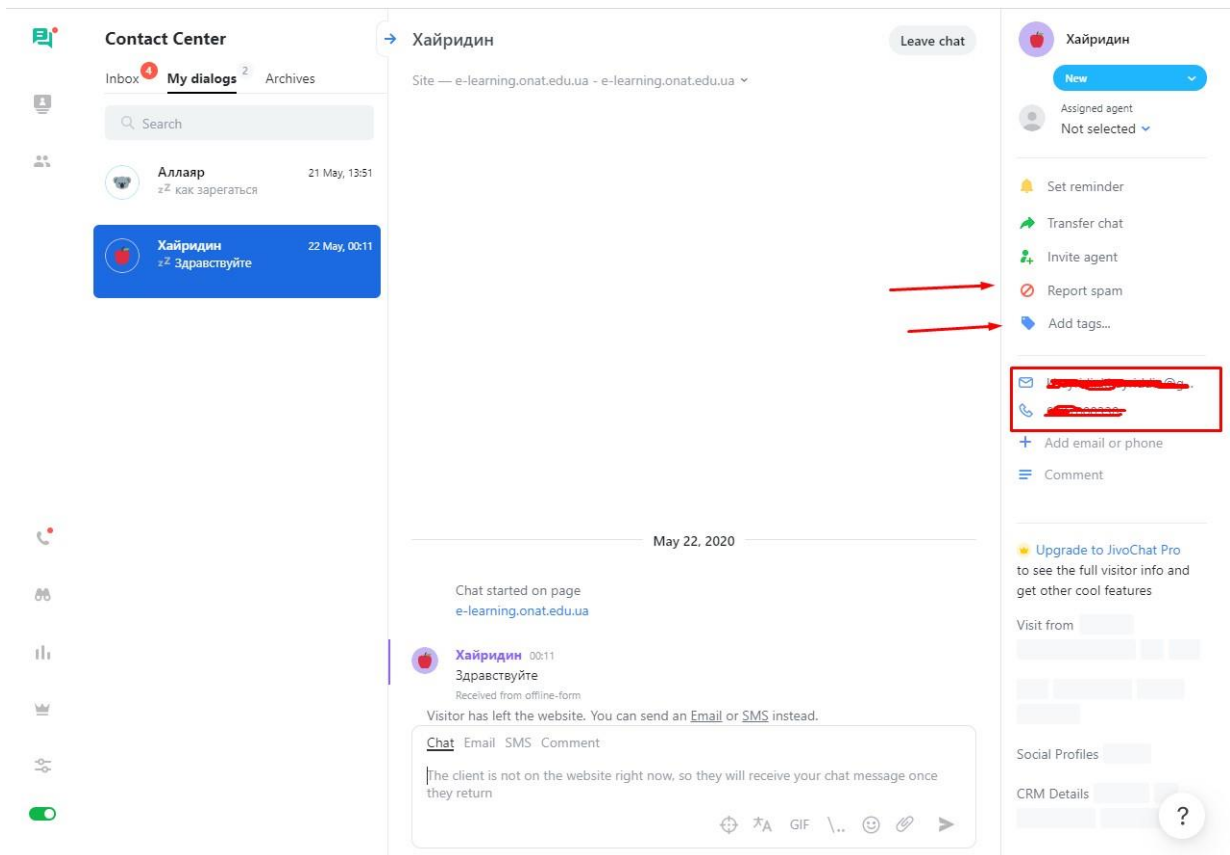 Contact Center
Inbox 4 My dialogs 2 Archives
Search
Аллаяр 21 May, 13:51
zZ как зарегаться
Хайридин 22 May, 00:11
zZ Здравствуйте
Хайридин
Leave chat
Site — e-learning.onat.edu.ua - e-learning.onat.edu.ua
May 22, 2020
Chat started on page
e-learning.onat.edu.ua
Хайридин 00:11
Здравствуйте
Received from offline-form
Visitor has left the website. You can send an Email or SMS instead.
Chat Email SMS Comment
The client is not on the website right now, so they will receive your chat message once
they return
GIF
Хайридин
New
Assigned agent
Not selected
Set reminder
Transfer chat
Invite agent
Report spam
Add tags...
Add email or phone
Comment
Upgrade to JivoChat Pro
to see the full visitor info and
get other cool features
Visit from
Social Profiles
CRM Details
?